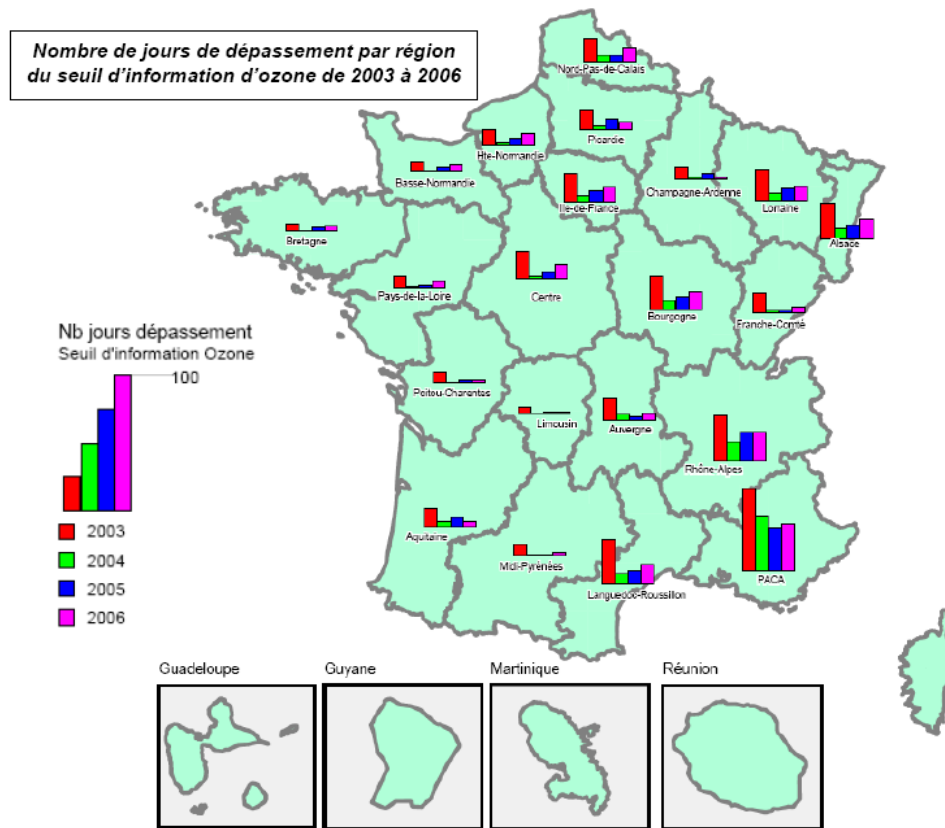 Nombre de jours de dépassement par région
du seuil d'information d'ozone de 2003 à 2006
Nord-Pas-de-Calais
Picardie
Hte-Normandie
Basse-Normandie
Ile-de-France
Champagne-Ardenne
Lorraine
Alsace
Bretagne
Pays-de-la-Loire
Centre
Bourgogne
Franche-Comté
Nb jours dépassement
Seuil d'information Ozone
100
Poitou-Charentes
Limousin
Auvergne
Rhône-Alpes
2003
2004
2005
2006
Aquitaine
Midi-Pyrénées
Languedoc-Roussillon
PACA
Guadeloupe
Guyane
Martinique
Réunion